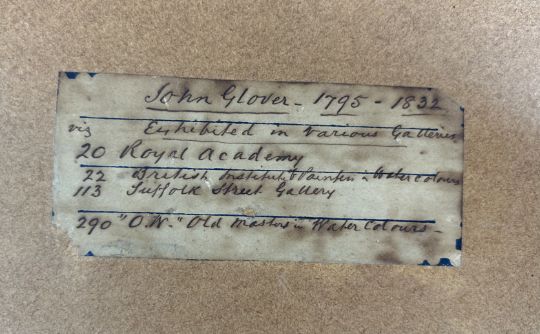 John Glover - 1795 - 1832
viz Exhibited in various Galleries
20 Royal Academy
22 British Institut & Painters in Water colours
113 Suffolk Street Gallery
290 "O.W." Old Masters in Water Colours -